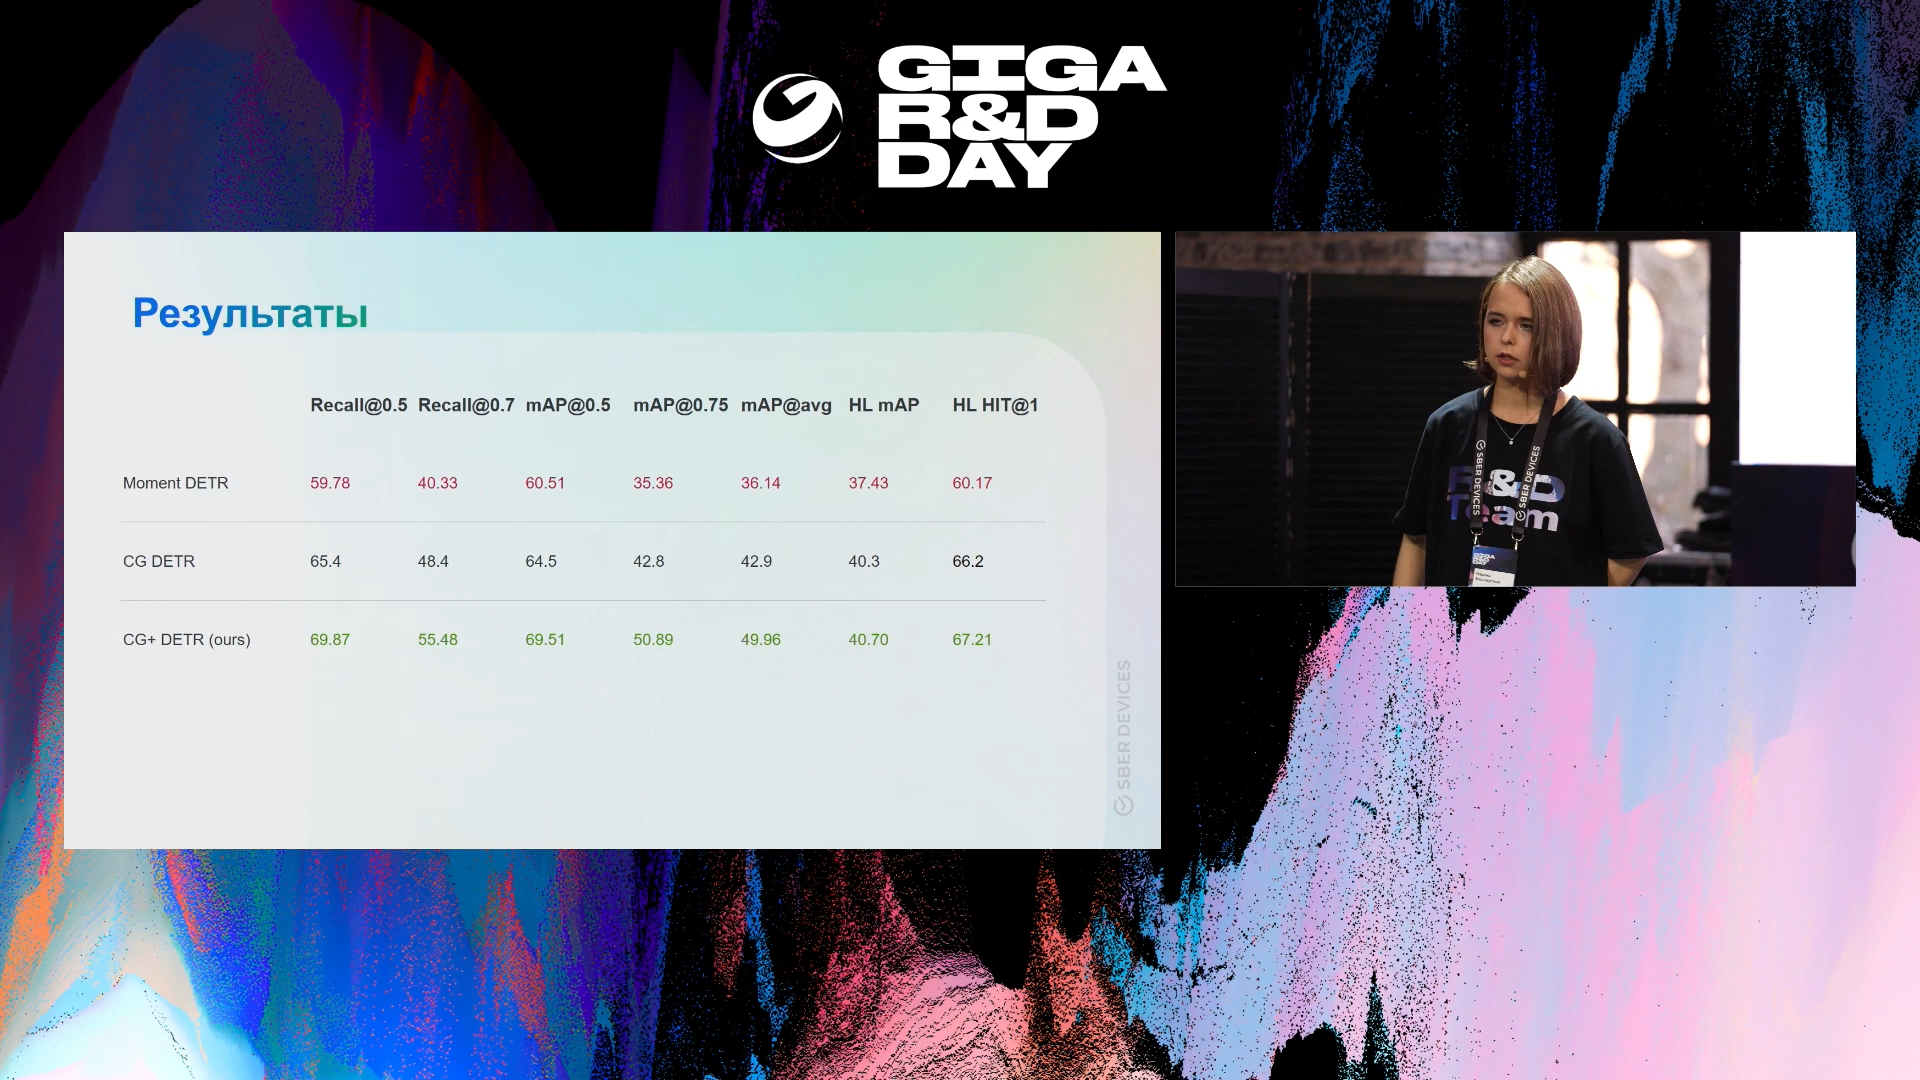 GIGA
R&D
DAY
Результаты
Recall@0.5 Recall@0.7 mAP@0.5 mAP@0.75 mAP@avg HL mAP HL HIT@1
Moment DETR 59.78 40.33 60.51 35.36 36.14 37.43 60.17
CG DETR 65.4 48.4 64.5 42.8 42.9 40.3 66.2
CG+ DETR (ours) 69.87 55.48 69.51 50.89 49.96 40.70 67.21
SBER DEVICES
SBER DEVICES
SBER DEVICES
R&D
Team
GIGA
R&D
DAY